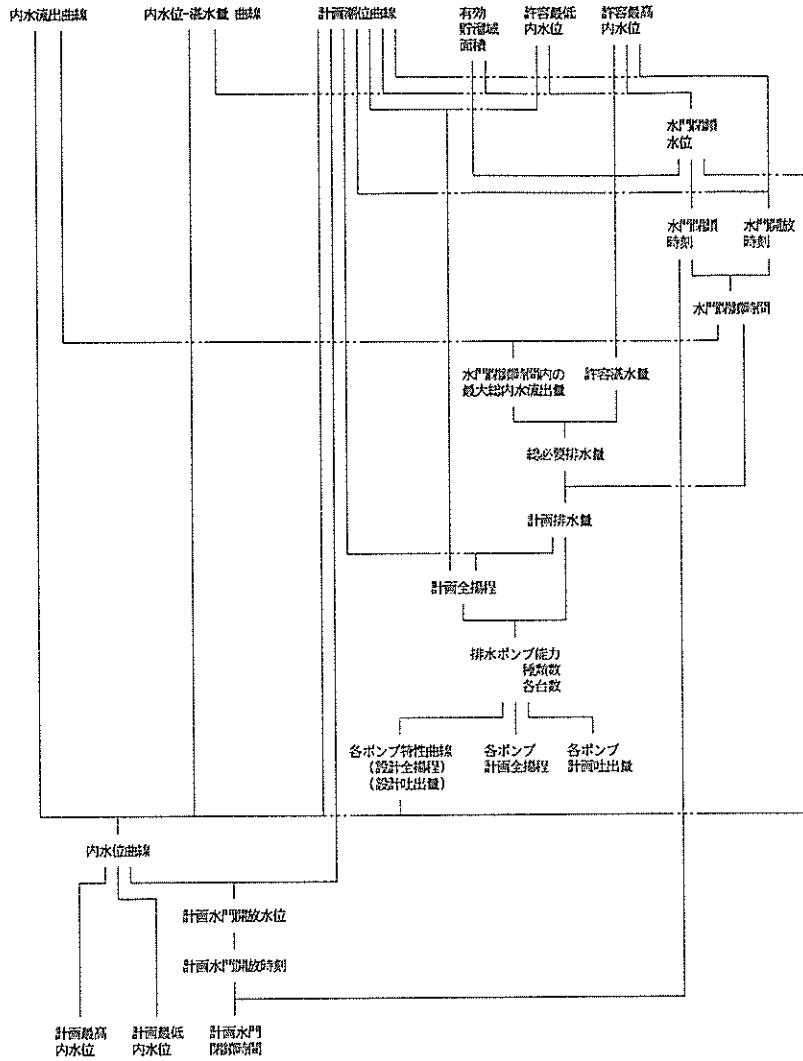 内水流出曲線
内水位-湛水量 曲線
計画潮位曲線
有効
貯溜域
面積
許容最低
内水位
許容最高
内水位
水門閉鎖
水位
水門閉鎖
時刻
水門開放
時刻
水門閉鎖時間
水門閉鎖時間内の
最大総内水流出量
許容湛水量
総必要排水量
計画排水量
計画全揚程
排水ポンプ能力
種類数
各台数
各ポンプ特性曲線
(設計全揚程)
(設計吐出量)
各ポンプ
計画全揚程
各ポンプ
計画吐出量
内水位曲線
計画水門開放水位
計画水門開放時刻
計画最高
内水位
計画最低
内水位
計画水門
閉鎖時間